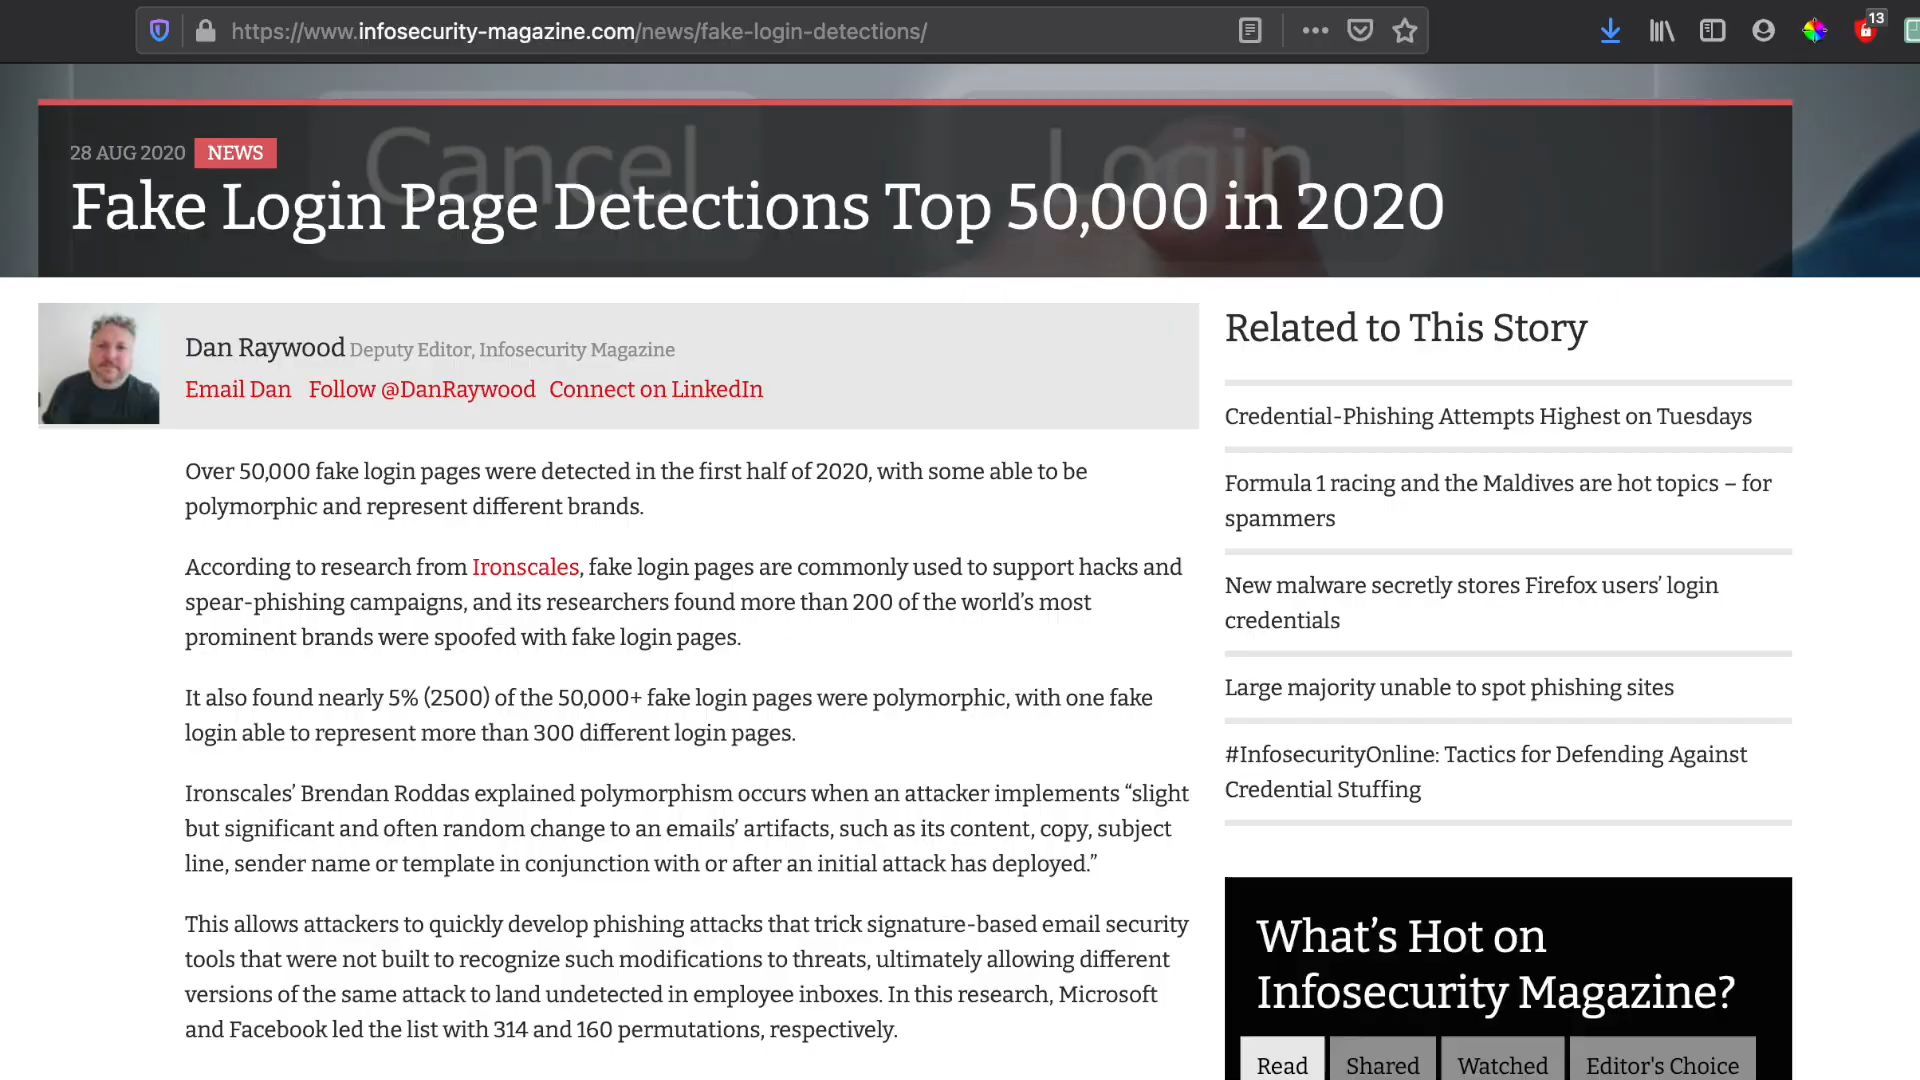 https://www.infosecurity-magazine.com/news/fake-login-detections/
13
Cancel
Login
28 AUG 2020 NEWS
Fake Login Page Detections Top 50,000 in 2020
Dan Raywood Deputy Editor, Infosecurity Magazine
Email Dan Follow @DanRaywood Connect on LinkedIn
Over 50,000 fake login pages were detected in the first half of 2020, with some able to be
polymorphic and represent different brands.
According to research from Ironscales, fake login pages are commonly used to support hacks and
spear-phishing campaigns, and its researchers found more than 200 of the world’s most
prominent brands were spoofed with fake login pages.
It also found nearly 5% (2500) of the 50,000+ fake login pages were polymorphic, with one fake
login able to represent more than 300 different login pages.
Ironscales’ Brendan Roddas explained polymorphism occurs when an attacker implements “slight
but significant and often random change to an emails’ artifacts, such as its content, copy, subject
line, sender name or template in conjunction with or after an initial attack has deployed.”
This allows attackers to quickly develop phishing attacks that trick signature-based email security
tools that were not built to recognize such modifications to threats, ultimately allowing different
versions of the same attack to land undetected in employee inboxes. In this research, Microsoft
and Facebook led the list with 314 and 160 permutations, respectively.
Related to This Story
Credential-Phishing Attempts Highest on Tuesdays
Formula 1 racing and the Maldives are hot topics – for
spammers
New malware secretly stores Firefox users’ login
credentials
Large majority unable to spot phishing sites
#InfosecurityOnline: Tactics for Defending Against
Credential Stuffing
What’s Hot on
Infosecurity Magazine?
Read Shared Watched Editor's Choice